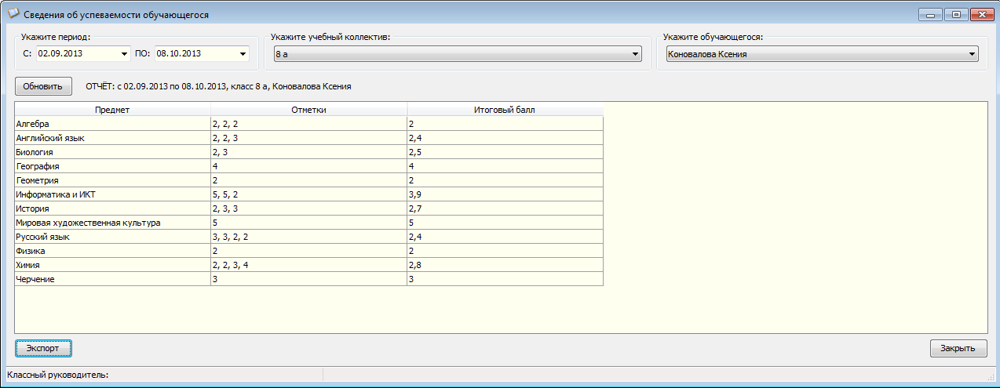 Сведения об успеваемости обучающегося
Укажите период: Укажите учебный коллектив: Укажите обучающегося:
С: 02.09.2013 ПО: 08.10.2013 8 а Коновалова Ксения
Обновить ОТЧЁТ: с 02.09.2013 по 08.10.2013, класс 8 а, Коновалова Ксения
Предмет Отметки Итоговый балл
Алгебра 2, 2, 2 2
Английский язык 2, 2, 3 2,4
Биология 2, 3 2,5
География 4 4
Геометрия 2 2
Информатика и ИКТ 5, 5, 2 3,9
История 2, 3, 3 2,7
Мировая художественная культура 5 5
Русский язык 3, 3, 2, 2 2,4
Физика 2 2
Химия 2, 2, 3, 4 2,8
Черчение 3 3
Экспорт Закрыть
Классный руководитель: